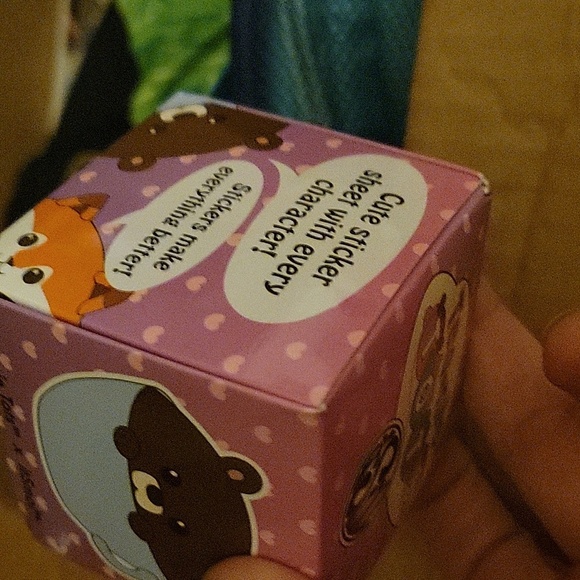 Cute sticker
sheet with every
character!
Stickers make
everything better!